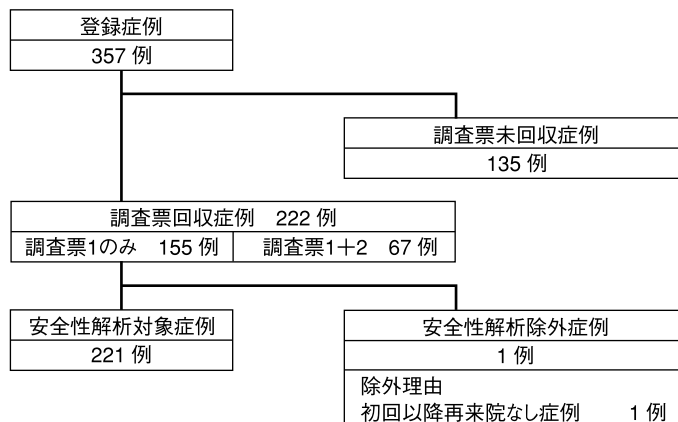 登録症例
357 例
調査票未回収症例
135 例
調査票回収症例　222 例
調査票1のみ　155 例
調査票1＋2　67 例
安全性解析対象症例
221 例
安全性解析除外症例
1 例
除外理由
初回以降再来院なし症例　　1 例